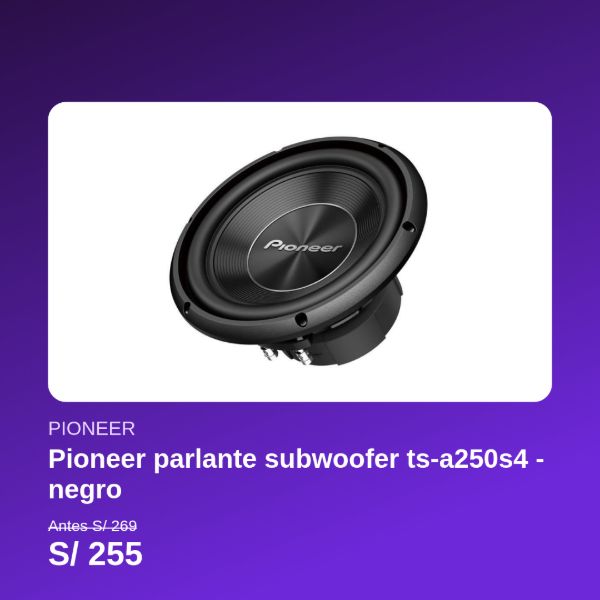 Pioneer
PIONEER
Pioneer parlante subwoofer ts-a250s4 -
negro
Antes S/ 269
S/ 255